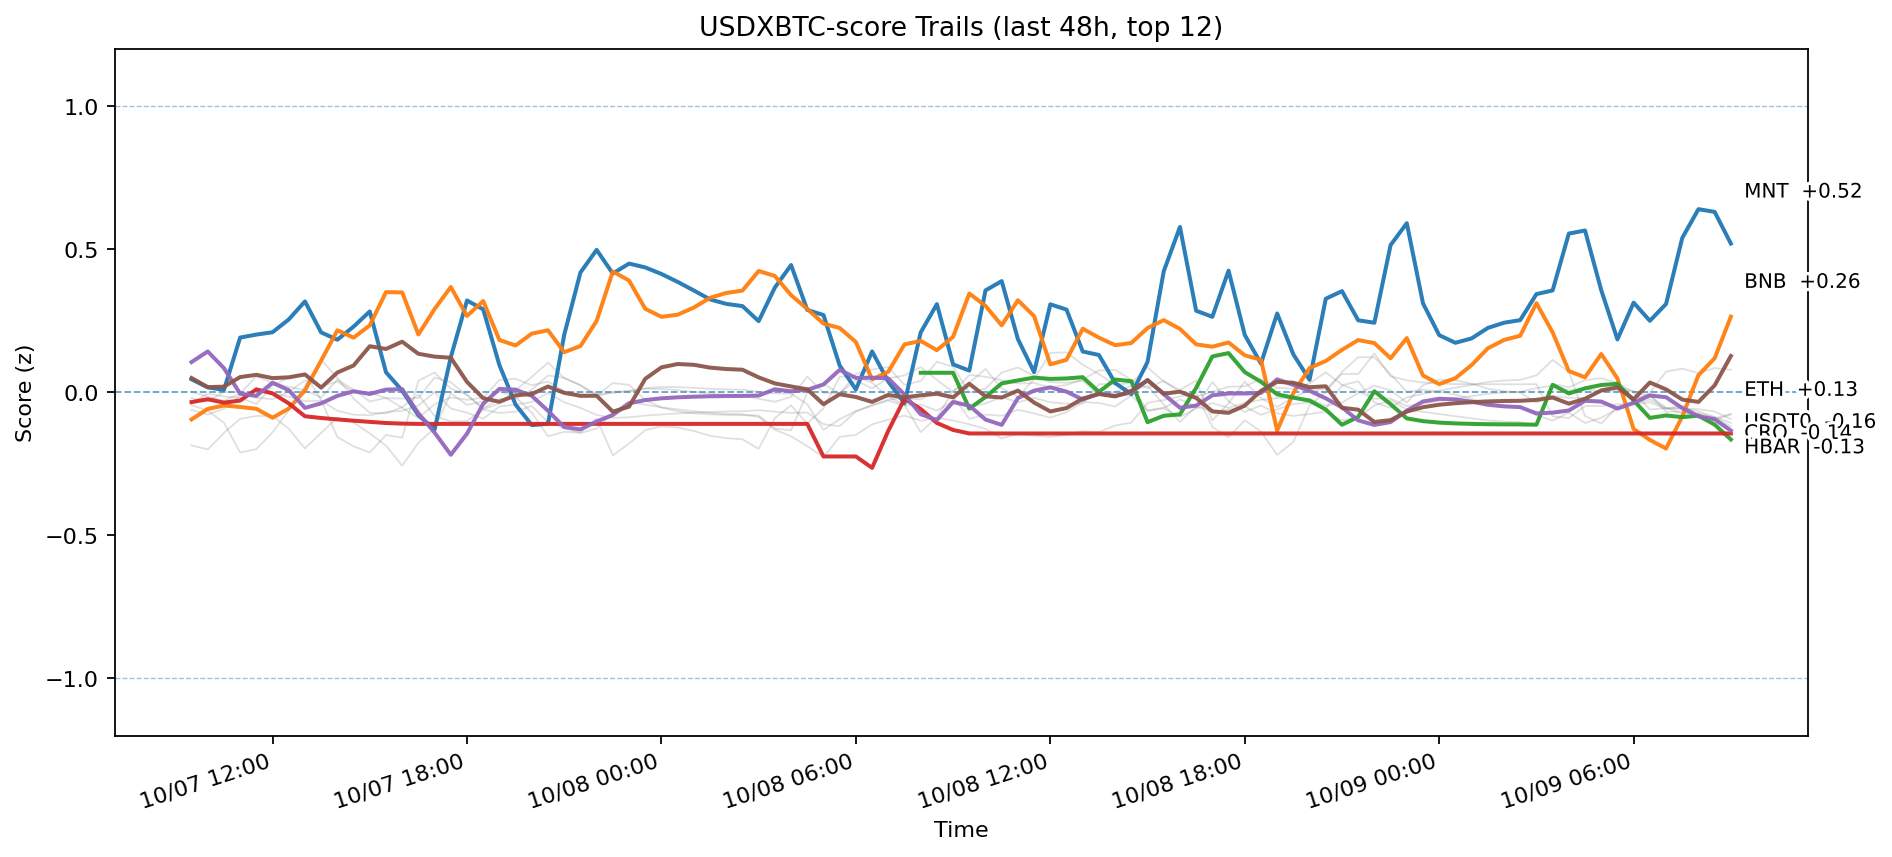 USDXBTC-score Trails (last 48h, top 12)
Score (z)
1.0
0.5
0.0
−0.5
−1.0
MNT +0.52
BNB +0.26
ETH +0.13
USDT0 -0.16
CRO -0.14
HBAR -0.13
10/07 12:00
10/07 18:00
10/08 00:00
10/08 06:00
10/08 12:00
10/08 18:00
10/09 00:00
10/09 06:00
Time